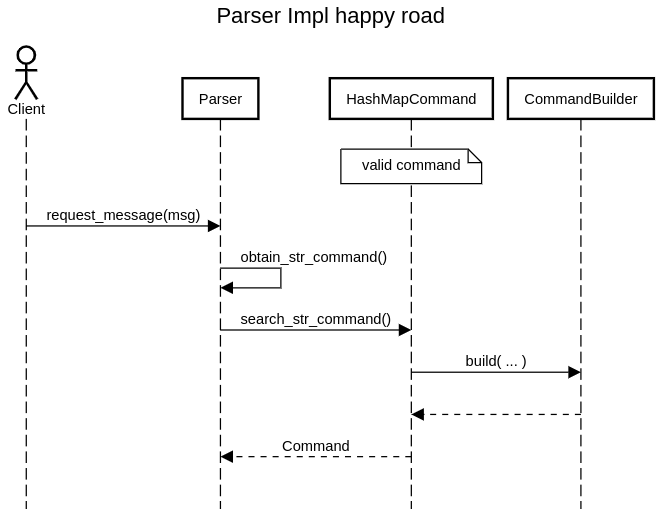 Parser Impl happy road
Client
Parser
HashMapCommand
CommandBuilder
valid command
request_message(msg)
obtain_str_command()
search_str_command()
build( ... )
Command